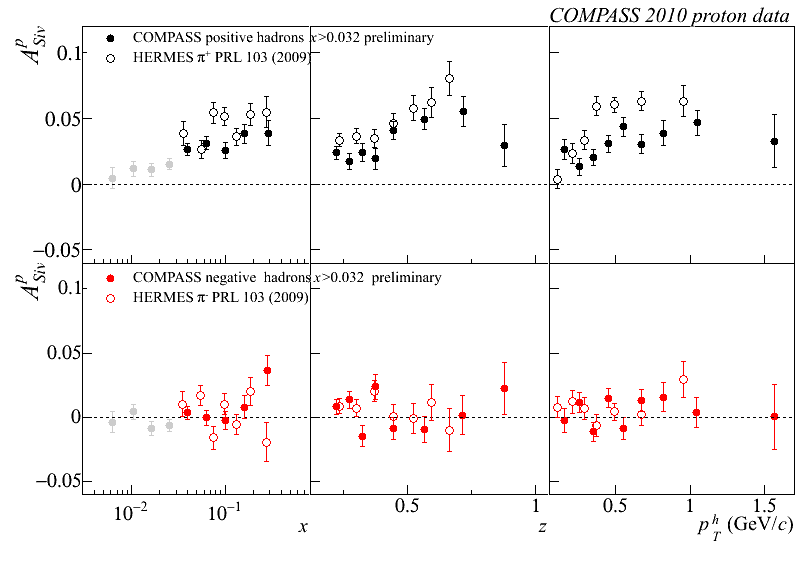 COMPASS 2010 proton data
A^p_Siv
COMPASS positive hadrons x>0.032 preliminary
HERMES π⁺ PRL 103 (2009)
0.1
0.05
0
−0.05
A^p_Siv
COMPASS negative hadrons x>0.032 preliminary
HERMES π⁻ PRL 103 (2009)
0.1
0.05
0
−0.05
10⁻² 10⁻¹ 0.5 1 0.5 1 1.5
x z p_T^h (GeV/c)